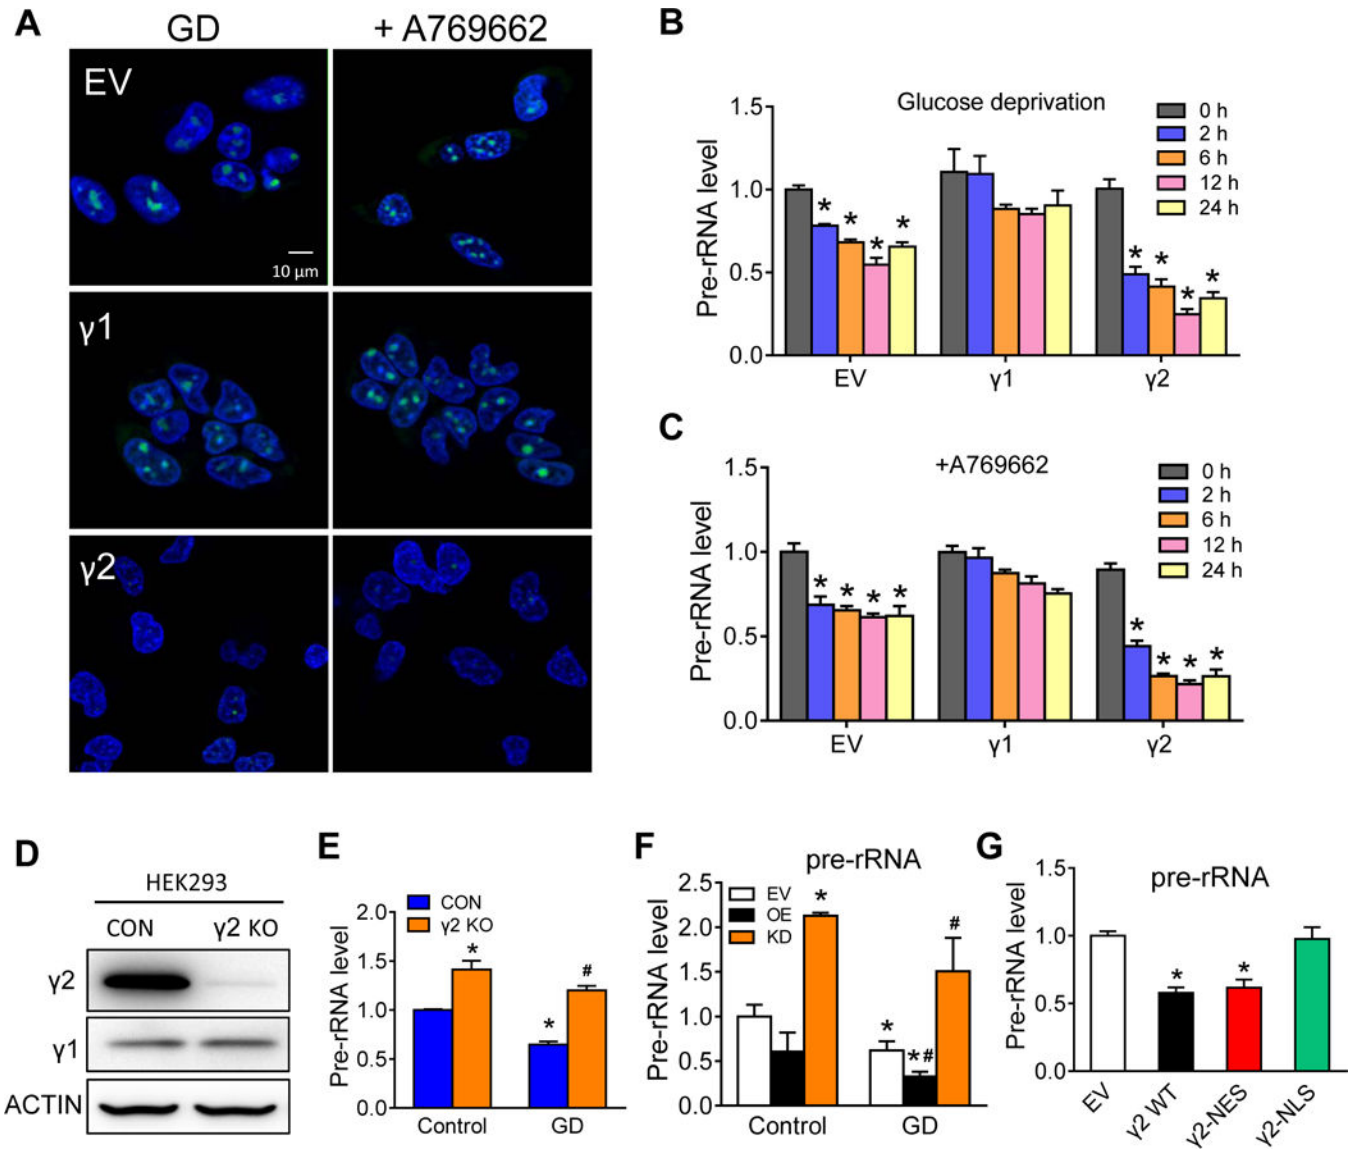 A
GD
+ A769662
EV
10 μm
γ1
γ2
B
Glucose deprivation
Pre-rRNA level
1.5
1.0
0.5
0.0
* * * *
* * * *
EV
γ1
γ2
0 h
2 h
6 h
12 h
24 h
C
+A769662
Pre-rRNA level
1.5
1.0
0.5
0.0
* * * *
* * * *
EV
γ1
γ2
0 h
2 h
6 h
12 h
24 h
D
HEK293
CON
γ2 KO
γ2
γ1
ACTIN
E
CON
γ2 KO
Pre-rRNA level
2.0
1.5
1.0
0.5
0.0
*
*
#
Control
GD
F
pre-rRNA
EV
OE
KD
Pre-rRNA level
2.5
2.0
1.5
1.0
0.5
0.0
*
*
*#
#
Control
GD
G
pre-rRNA
Pre-rRNA level
1.5
1.0
0.5
0.0
*
*
EV
γ2 WT
γ2-NES
γ2-NLS